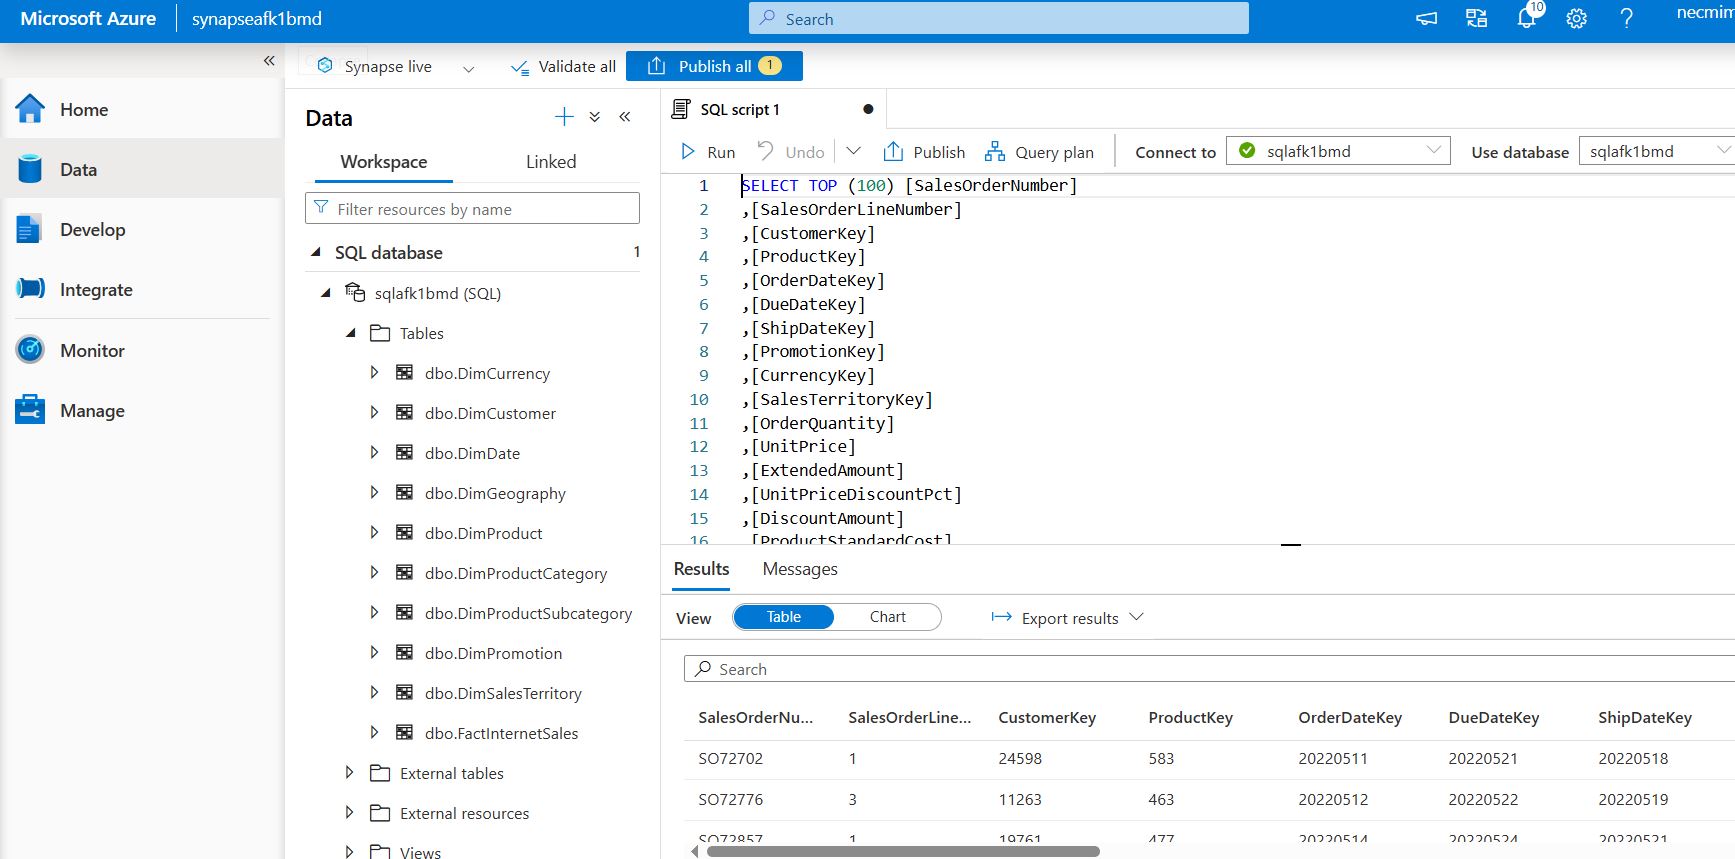 Microsoft Azure
synapseafk1bmd
Search
10
necmim
Synapse live
Validate all
Publish all 1
Home
Data
Develop
Integrate
Monitor
Manage
Data
Workspace
Linked
Filter resources by name
SQL database 1
sqlafk1bmd (SQL)
Tables
dbo.DimCurrency
dbo.DimCustomer
dbo.DimDate
dbo.DimGeography
dbo.DimProduct
dbo.DimProductCategory
dbo.DimProductSubcategory
dbo.DimPromotion
dbo.DimSalesTerritory
dbo.FactInternetSales
External tables
External resources
Views
SQL script 1
Run
Undo
Publish
Query plan
Connect to
sqlafk1bmd
Use database
sqlafk1bmd
1 SELECT TOP (100) [SalesOrderNumber]
2 ,[SalesOrderLineNumber]
3 ,[CustomerKey]
4 ,[ProductKey]
5 ,[OrderDateKey]
6 ,[DueDateKey]
7 ,[ShipDateKey]
8 ,[PromotionKey]
9 ,[CurrencyKey]
10 ,[SalesTerritoryKey]
11 ,[OrderQuantity]
12 ,[UnitPrice]
13 ,[ExtendedAmount]
14 ,[UnitPriceDiscountPct]
15 ,[DiscountAmount]
16 ,[ProductStandardCost]
Results
Messages
View
Table
Chart
Export results
Search
SalesOrderNu... SalesOrderLine... CustomerKey ProductKey OrderDateKey DueDateKey ShipDateKey
SO72702 1 24598 583 20220511 20220521 20220518
SO72776 3 11263 463 20220512 20220522 20220519
SO72857 1 19761 477 20220514 20220524 20220521